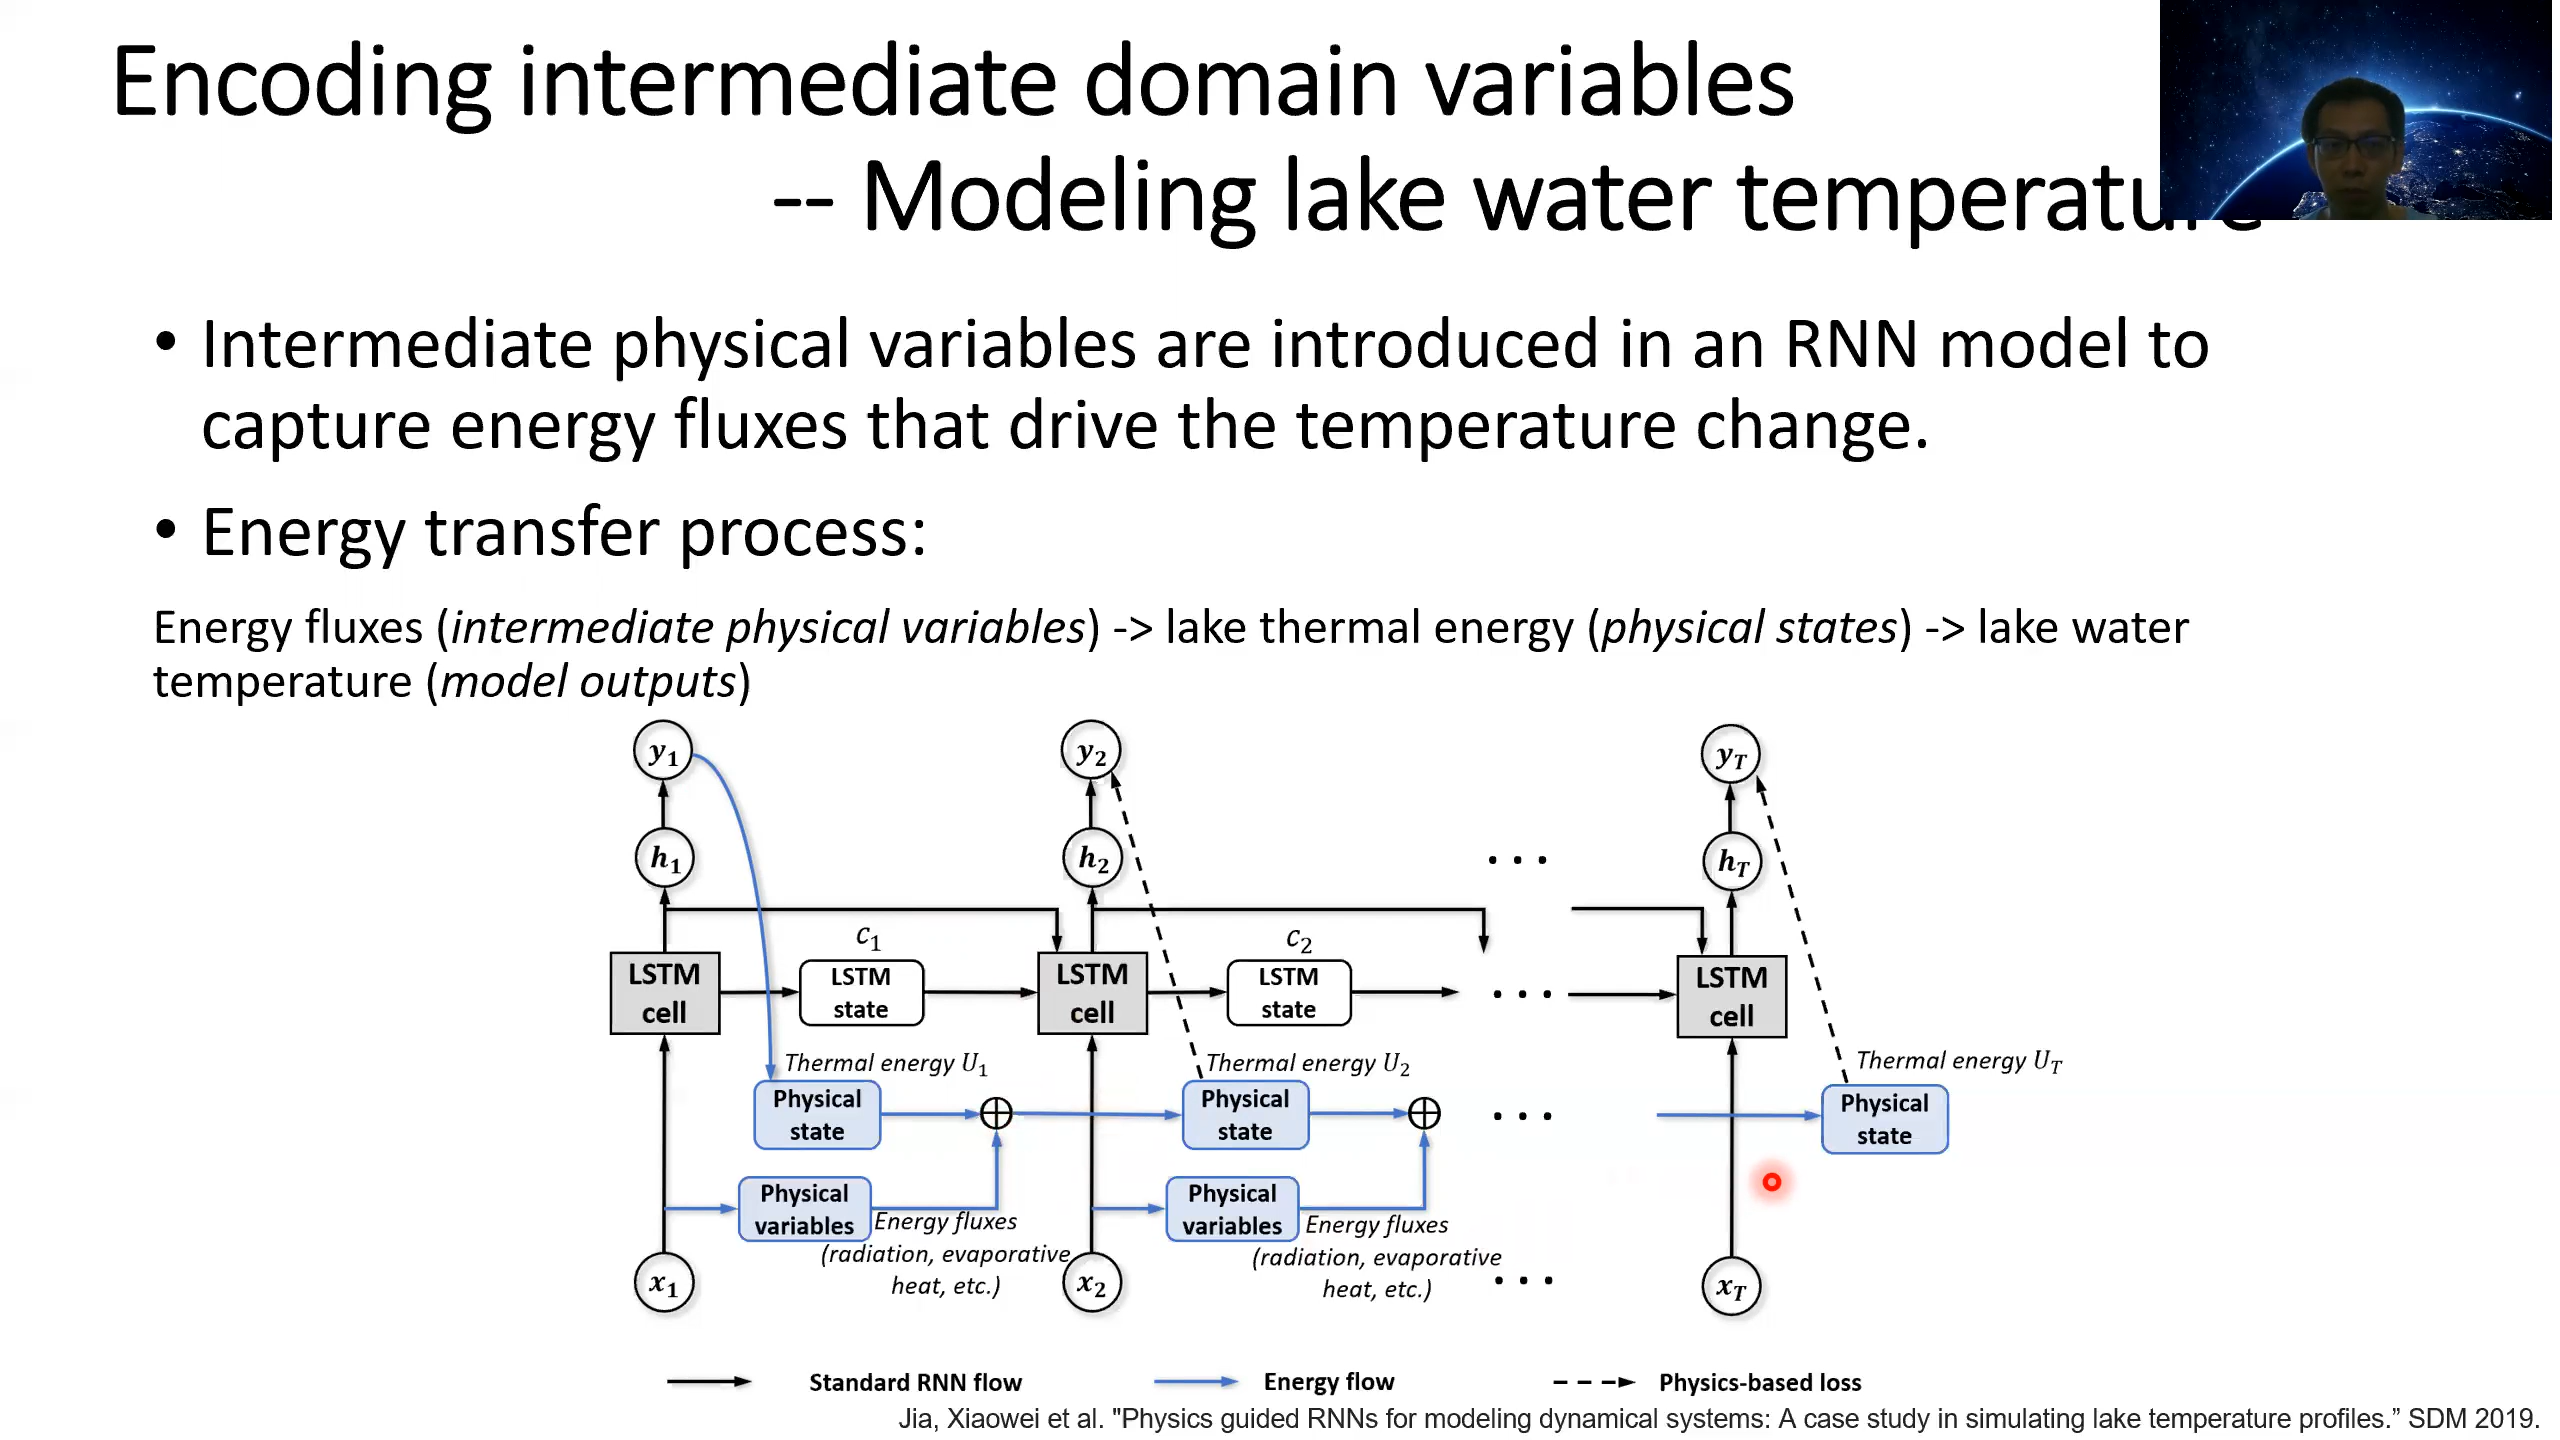 Encoding intermediate domain variables
-- Modeling lake water temperature
• Intermediate physical variables are introduced in an RNN model to
capture energy fluxes that drive the temperature change.
• Energy transfer process:
Energy fluxes (intermediate physical variables) -> lake thermal energy (physical states) -> lake water
temperature (model outputs)
y1
y2
yT
h1
h2
. . .
hT
c1
c2
LSTM
cell
LSTM
state
LSTM
cell
LSTM
state
. . .
LSTM
cell
Thermal energy U1
Thermal energy U2
Thermal energy UT
Physical
state
Physical
state
. . .
Physical
state
Physical
variables
Energy fluxes
(radiation, evaporative
heat, etc.)
Physical
variables
Energy fluxes
(radiation, evaporative
heat, etc.)
x1
x2
. . .
xT
Standard RNN flow
Energy flow
Physics-based loss
Jia, Xiaowei et al. "Physics guided RNNs for modeling dynamical systems: A case study in simulating lake temperature profiles.” SDM 2019.